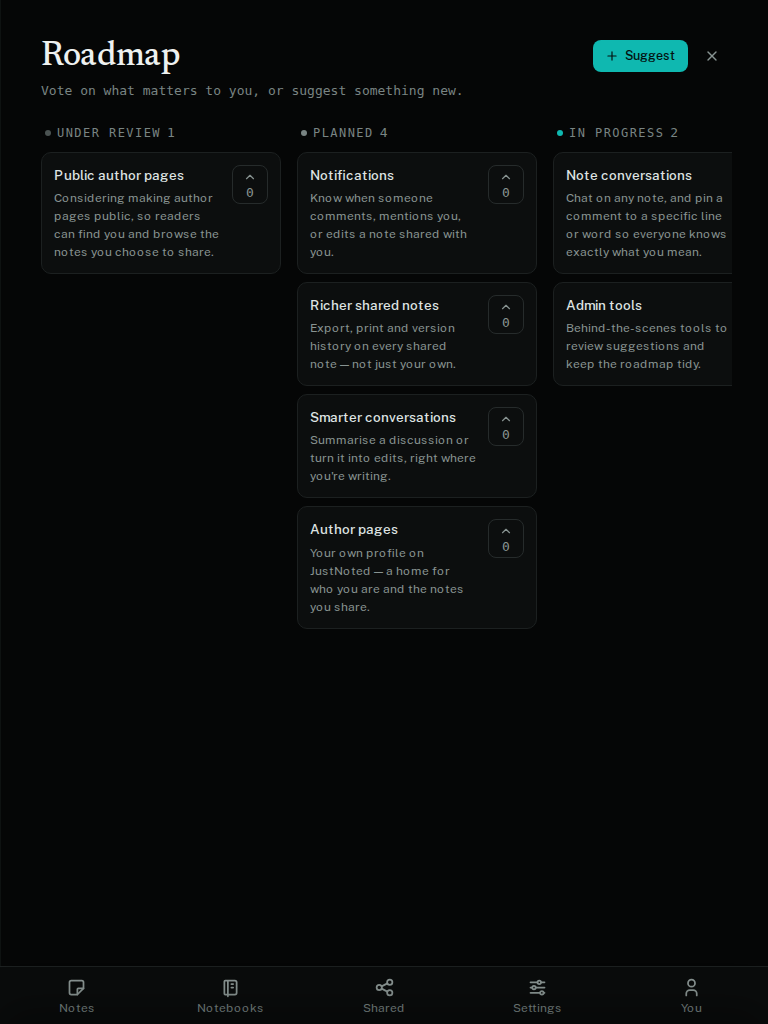 Roadmap
Suggest
Vote on what matters to you, or suggest something new.
UNDER REVIEW 1
Public author pages
0
Considering making author
pages public, so readers
can find you and browse the
notes you choose to share.
PLANNED 4
Notifications
0
Know when someone
comments, mentions you,
or edits a note shared with
you.
Richer shared notes
0
Export, print and version
history on every shared
note — not just your own.
Smarter conversations
0
Summarise a discussion or
turn it into edits, right where
you're writing.
Author pages
0
Your own profile on
JustNoted — a home for
who you are and the notes
you share.
IN PROGRESS 2
Note conversations
Chat on any note, and pin a
comment to a specific line
or word so everyone knows
exactly what you mean.
Admin tools
Behind-the-scenes tools to
review suggestions and
keep the roadmap tidy.
Notes
Notebooks
Shared
Settings
You